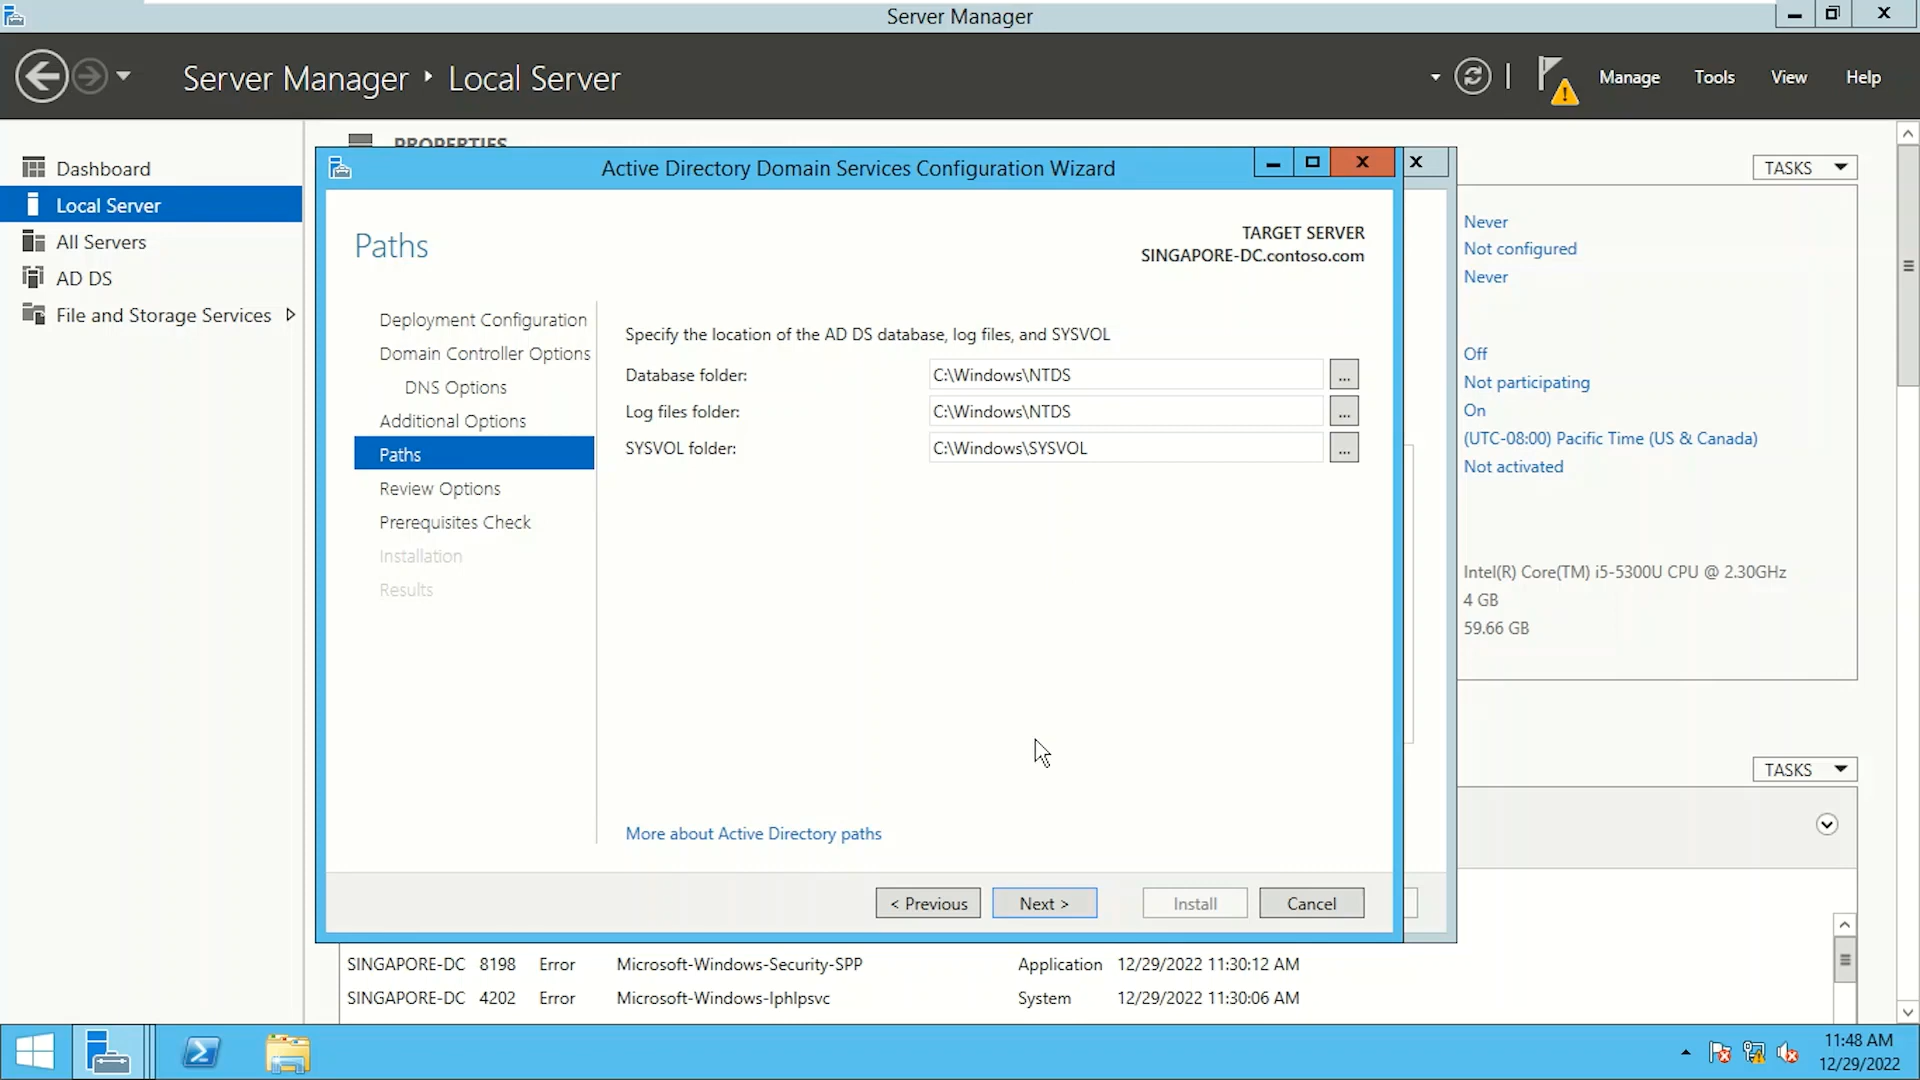 Server Manager
Server Manager ‣ Local Server
Manage Tools View Help
Dashboard
Local Server
All Servers
AD DS
File and Storage Services
PROPERTIES
TASKS
Active Directory Domain Services Configuration Wizard
Paths
TARGET SERVER
SINGAPORE-DC.contoso.com
Deployment Configuration
Domain Controller Options
DNS Options
Additional Options
Paths
Review Options
Prerequisites Check
Installation
Results
Specify the location of the AD DS database, log files, and SYSVOL
Database folder: C:\Windows\NTDS ...
Log files folder: C:\Windows\NTDS ...
SYSVOL folder: C:\Windows\SYSVOL ...
More about Active Directory paths
< Previous Next > Install Cancel
Never
Not configured
Never
Off
Not participating
On
(UTC-08:00) Pacific Time (US & Canada)
Not activated
Intel(R) Core(TM) i5-5300U CPU @ 2.30GHz
4 GB
59.66 GB
TASKS
SINGAPORE-DC 8198 Error Microsoft-Windows-Security-SPP Application 12/29/2022 11:30:12 AM
SINGAPORE-DC 4202 Error Microsoft-Windows-Iphlpsvc System 12/29/2022 11:30:06 AM
11:48 AM
12/29/2022